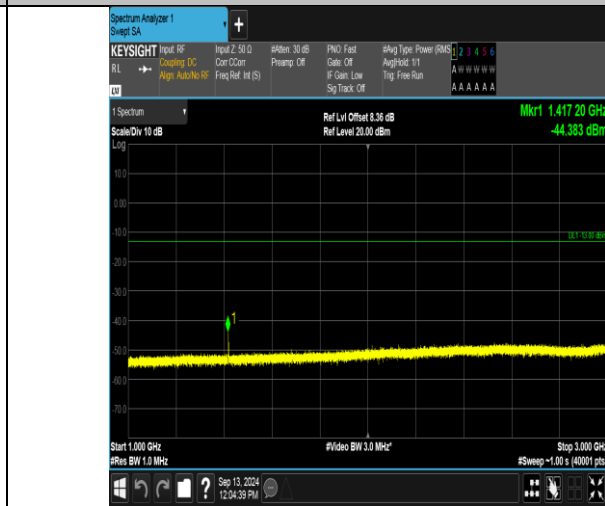 Spectrum Analyzer 1
Swept SA
+
KEYSIGHT Input: RF Input Z: 50 Ω #Atten: 30 dB PNO: Fast #Avg Type: Power (RMS 1 2 3 4 5 6
RL Coupling: DC Corr CCorr Preamp: Off Gate: Off Avg|Hold: 1/1 A W W W W W
Align: Auto/No RF Freq Ref: Int (S) IF Gain: Low Trig: Free Run
Sig Track: Off A A A A A A
LXI
1 Spectrum Ref Lvl Offset 8.36 dB Mkr1 1.417 20 GHz
Scale/Div 10 dB Ref Level 20.00 dBm -44.383 dBm
Log
10.0
0.00
-10.0
DL1 -13.00 dBm
-20.0
-30.0
-40.0
1
-50.0
-60.0
-70.0
Start 1.000 GHz #Video BW 3.0 MHz* Stop 3.000 GHz
#Res BW 1.0 MHz #Sweep ~1.00 s (40001 pts
? Sep 13, 2024
12:04:39 PM